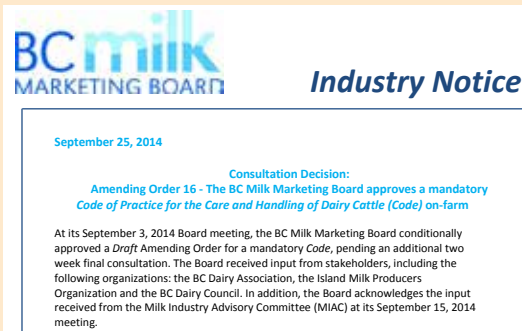 BC milk
MARKETING BOARD
Industry Notice
September 25, 2014
Consultation Decision:
Amending Order 16 - The BC Milk Marketing Board approves a mandatory
Code of Practice for the Care and Handling of Dairy Cattle (Code) on-farm
At its September 3, 2014 Board meeting, the BC Milk Marketing Board conditionally
approved a Draft Amending Order for a mandatory Code, pending an additional two
week final consultation. The Board received input from stakeholders, including the
following organizations: the BC Dairy Association, the Island Milk Producers
Organization and the BC Dairy Council. In addition, the Board acknowledges the input
received from the Milk Industry Advisory Committee (MIAC) at its September 15, 2014
meeting.